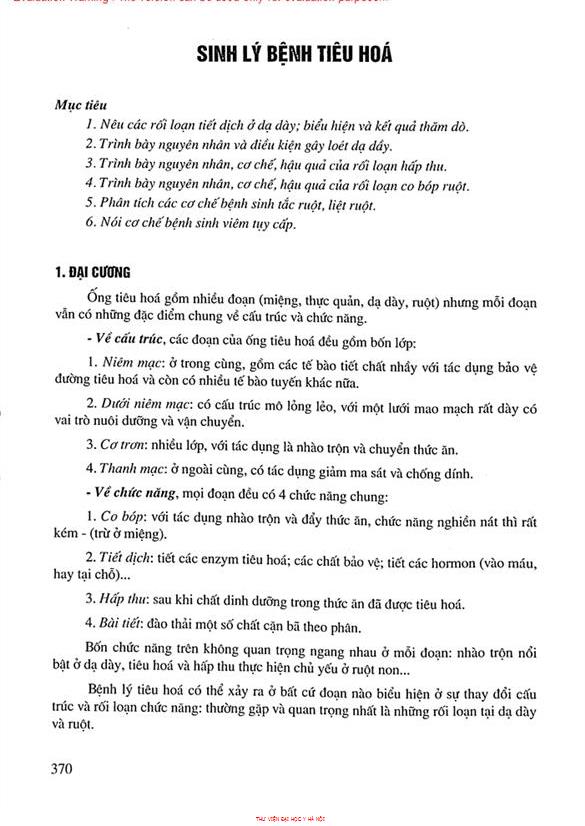 SINH LÝ BỆNH TIÊU HOÁ
Mục tiêu
1. Nêu các rối loạn tiết dịch ở dạ dày; biểu hiện và kết quả thăm dò.
2. Trình bày nguyên nhân và điều kiện gây loét dạ dầy.
3. Trình bày nguyên nhân, cơ chế, hậu quả của rối loạn hấp thu.
4. Trình bày nguyên nhân, cơ chế, hậu quả của rối loạn co bóp ruột.
5. Phân tích các cơ chế bệnh sinh tắc ruột, liệt ruột.
6. Nói cơ chế bệnh sinh viêm tụy cấp.
1. ĐẠI CƯƠNG
Ống tiêu hoá gồm nhiều đoạn (miệng, thực quản, dạ dày, ruột) nhưng mỗi đoạn
vẫn có những đặc điểm chung về cấu trúc và chức năng.
- Về cấu trúc, các đoạn của ống tiêu hoá đều gồm bốn lớp:
1. Niêm mạc: ở trong cùng, gồm các tế bào tiết chất nhầy với tác dụng bảo vệ
đường tiêu hoá và còn có nhiều tế bào tuyến khác nữa.
2. Dưới niêm mạc: có cấu trúc mô lỏng lẻo, với một lưới mao mạch rất dày có
vai trò nuôi dưỡng và vận chuyển.
3. Cơ trơn: nhiều lớp, với tác dụng là nhào trộn và chuyển thức ăn.
4. Thanh mạc: ở ngoài cùng, có tác dụng giảm ma sát và chống dính.
- Về chức năng, mọi đoạn đều có 4 chức năng chung:
1. Co bóp: với tác dụng nhào trộn và đẩy thức ăn, chức năng nghiền nát thì rất
kém - (trừ ở miệng).
2. Tiết dịch: tiết các enzym tiêu hoá; các chất bảo vệ; tiết các hormon (vào máu,
hay tại chỗ)...
3. Hấp thu: sau khi chất dinh dưỡng trong thức ăn đã được tiêu hoá.
4. Bài tiết: đào thải một số chất cặn bã theo phân.
Bốn chức năng trên không quan trọng ngang nhau ở mỗi đoạn: nhào trộn nổi
bật ở dạ dày, tiêu hoá và hấp thu thực hiện chủ yếu ở ruột non...
Bệnh lý tiêu hoá có thể xảy ra ở bất cứ đoạn nào biểu hiện ở sự thay đổi cấu
trúc và rối loạn chức năng: thường gặp và quan trọng nhất là những rối loạn tại dạ dày
và ruột.
370
THƯ VIỆN ĐẠI HỌC Y HÀ NỘI